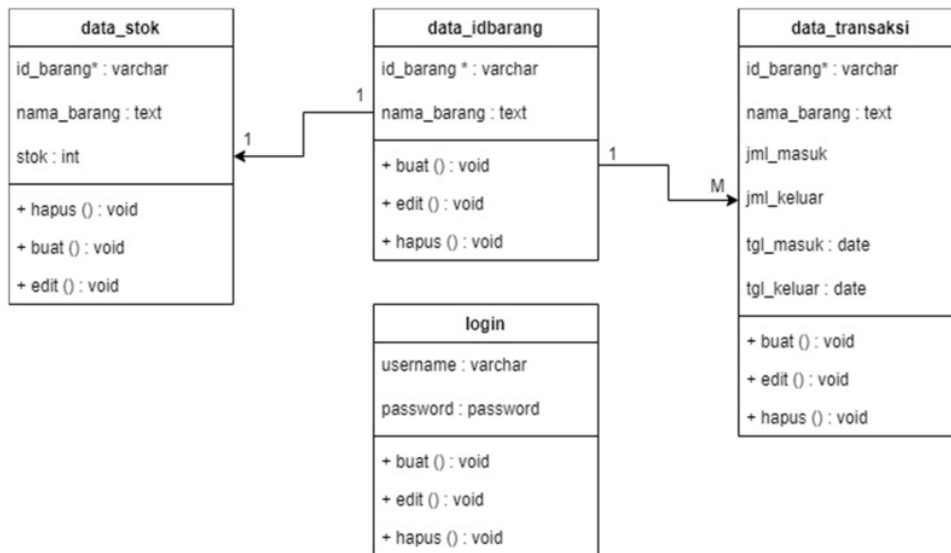 data_stok
id_barang* : varchar
nama_barang : text
stok : int
+ hapus () : void
+ buat () : void
+ edit () : void
1
1
data_idbarang
id_barang * : varchar
nama_barang : text
+ buat () : void
+ edit () : void
+ hapus () : void
1
M
data_transaksi
id_barang* : varchar
nama_barang : text
jml_masuk
jml_keluar
tgl_masuk : date
tgl_keluar : date
+ buat () : void
+ edit () : void
+ hapus () : void
login
username : varchar
password : password
+ buat () : void
+ edit () : void
+ hapus () : void